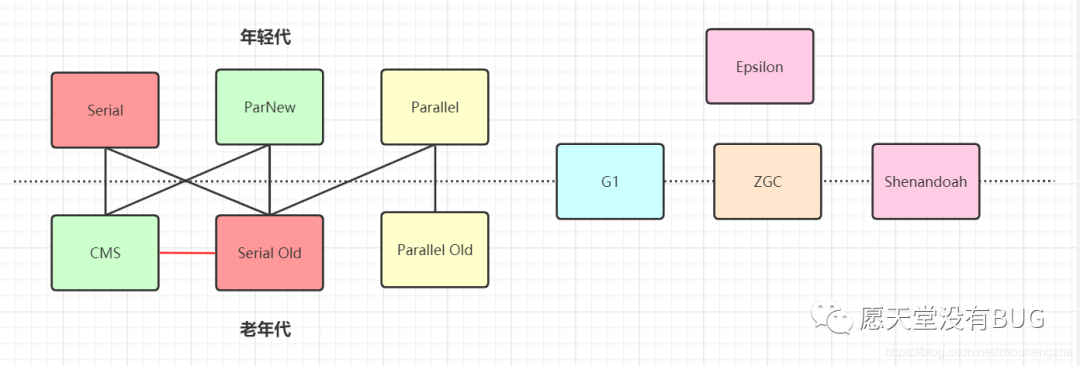 年轻代
Epsilon
Serial
ParNew
Parallel
G1
ZGC
Shenandoah
CMS
Serial Old
Parallel Old
愿天堂没有BUG
老年代
https://blog.csdn.net/zhouhengzhe